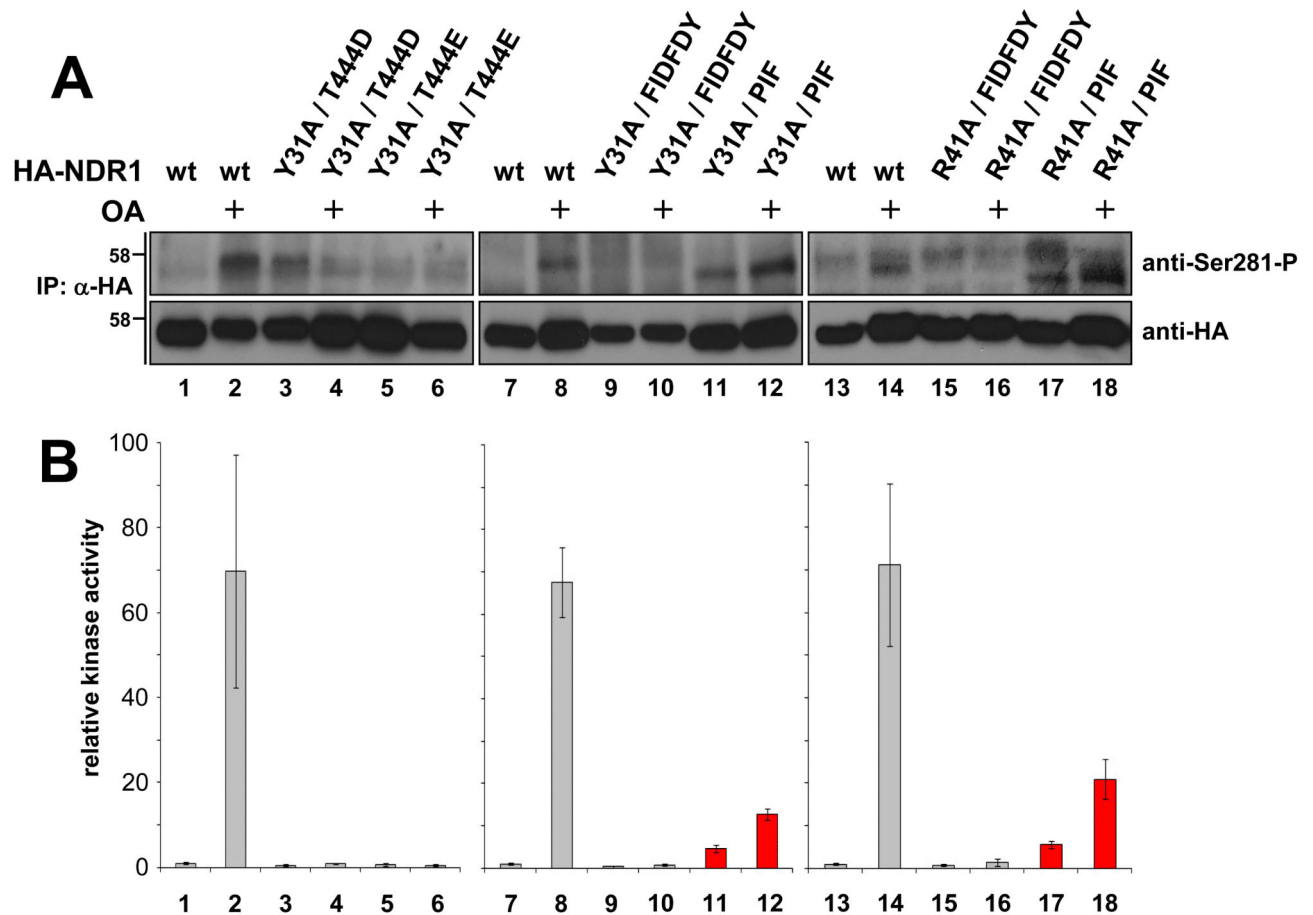 A
Y31A / T444D Y31A / T444D Y31A / T444E Y31A / T444E Y31A / FIDFDY Y31A / FIDFDY Y31A / PIF Y31A / PIF R41A / FIDFDY R41A / FIDFDY R41A / PIF R41A / PIF
HA-NDR1 wt wt wt wt wt wt
OA + + + + + + + + +
58 anti-Ser281-P
IP: α-HA
58 anti-HA
1 2 3 4 5 6 7 8 9 10 11 12 13 14 15 16 17 18
B
relative kinase activity
100
80
60
40
20
0
1 2 3 4 5 6 7 8 9 10 11 12 13 14 15 16 17 18